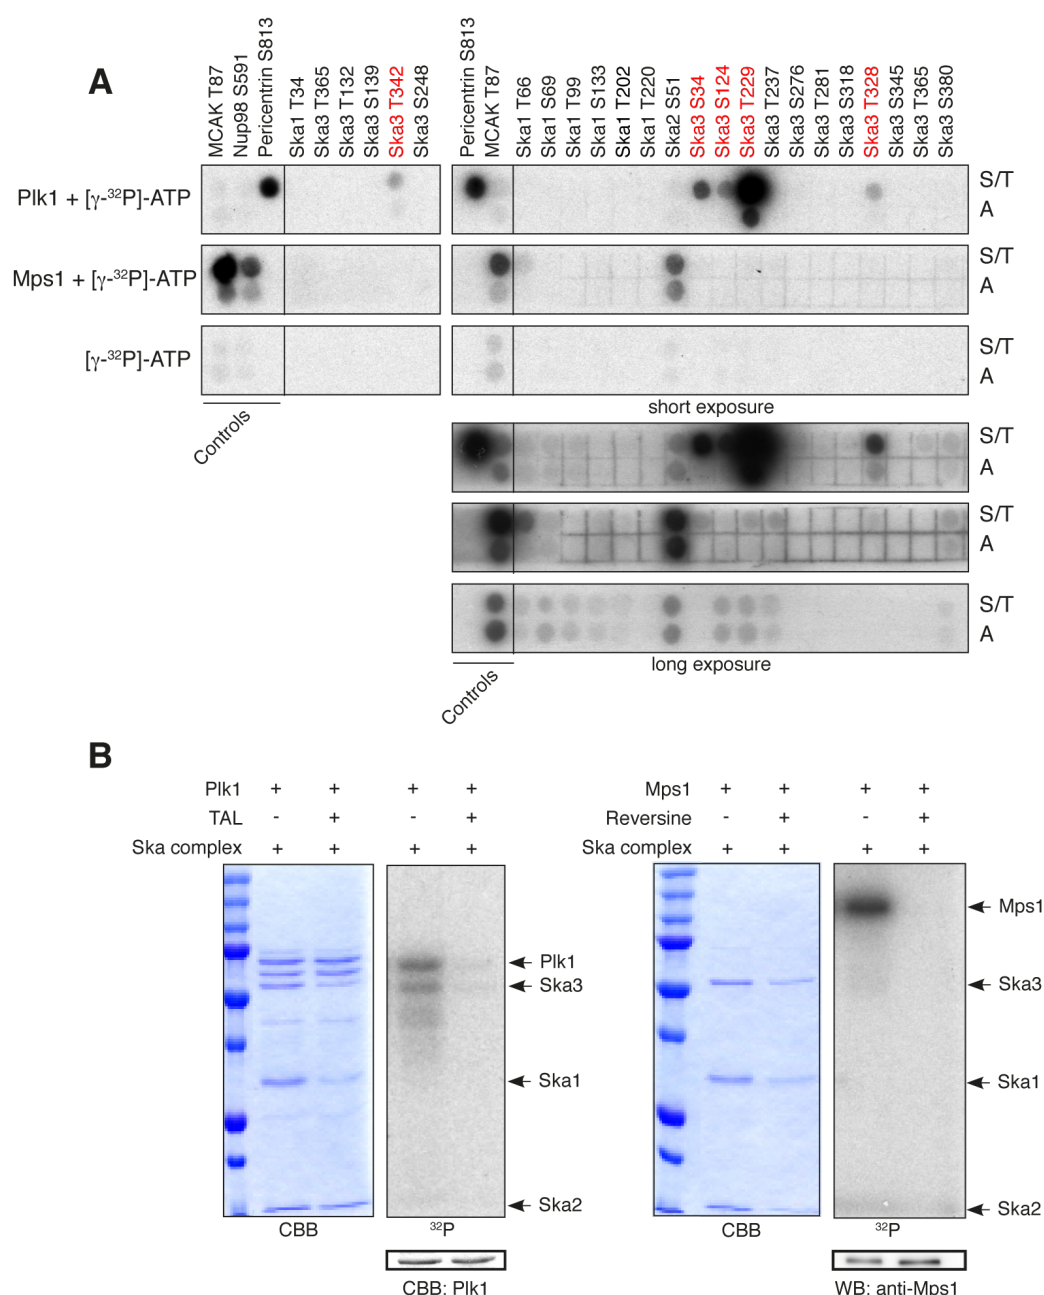 A
MCAK T87
Nup98 S591
Pericentrin S813
Ska1 T34
Ska3 T365
Ska3 T132
Ska3 S139
Ska3 T342
Ska3 S248
Pericentrin S813
MCAK T87
Ska1 T66
Ska1 S69
Ska1 T99
Ska1 S133
Ska1 T202
Ska1 T220
Ska2 S51
Ska3 S34
Ska3 S124
Ska3 T229
Ska3 T237
Ska3 S276
Ska3 T281
Ska3 S318
Ska3 T328
Ska3 S345
Ska3 T365
Ska3 S380
Plk1 + [γ-³²P]-ATP
S/T
A
Mps1 + [γ-³²P]-ATP
S/T
A
[γ-³²P]-ATP
S/T
A
Controls
short exposure
S/T
A
S/T
A
S/T
A
Controls
long exposure
B
Plk1 + + + +
TAL - + - +
Ska complex + + + +
Plk1
Ska3
Ska1
Ska2
CBB
³²P
CBB: Plk1
Mps1 + + + +
Reversine - + - +
Ska complex + + + +
Mps1
Ska3
Ska1
Ska2
CBB
³²P
WB: anti-Mps1